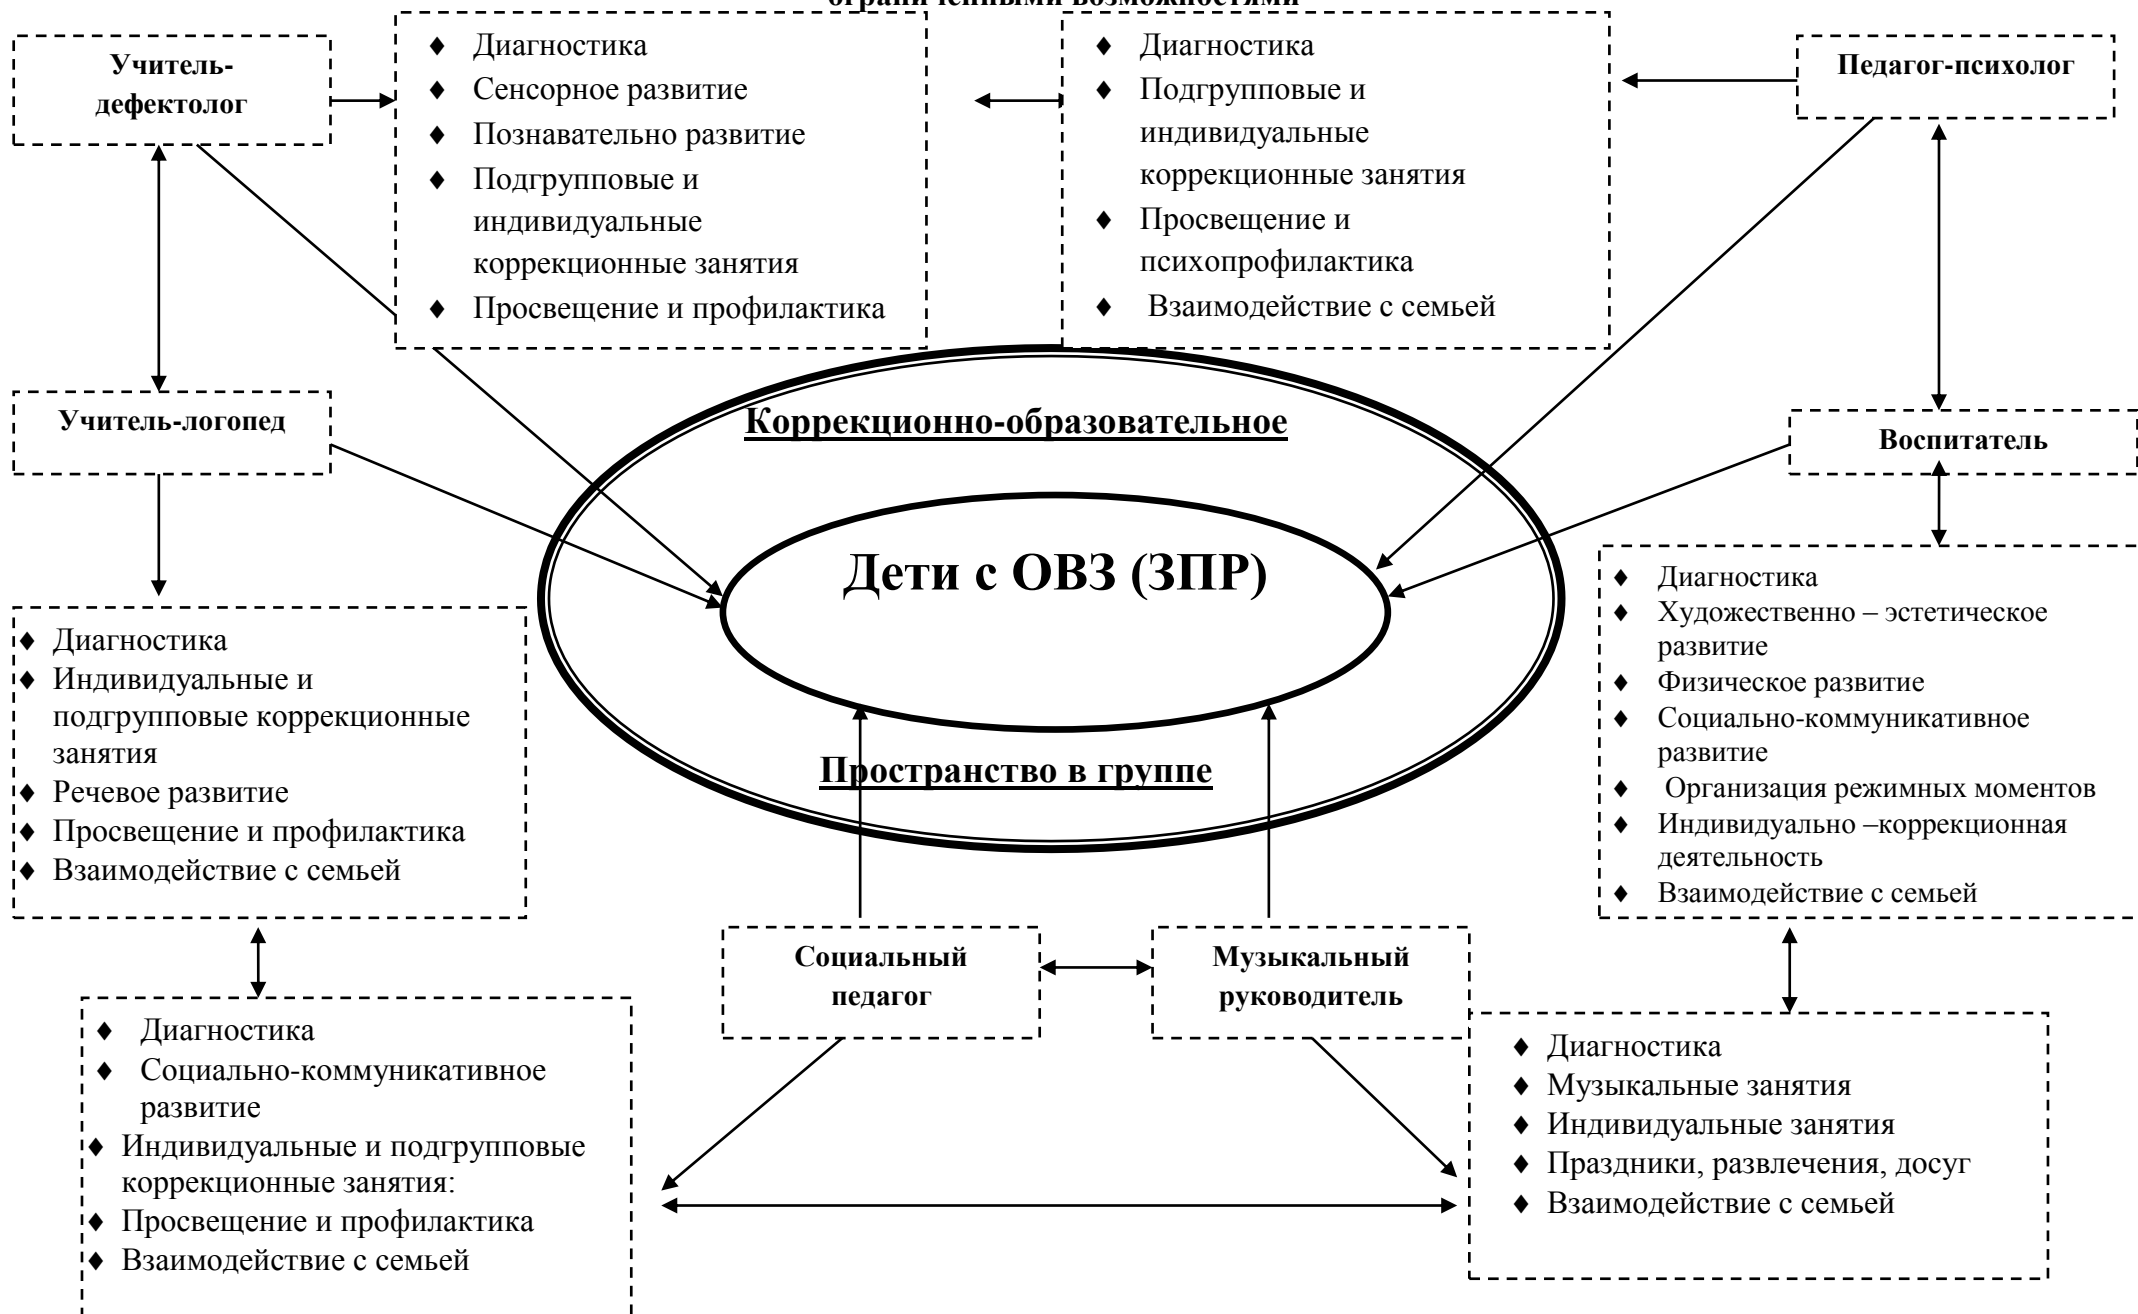 ограниченными возможностями
Учитель-
дефектолог
Диагностика
Сенсорное развитие
Познавательно развитие
Подгрупповые и
индивидуальные
коррекционные занятия
Просвещение и профилактика
Диагностика
Подгрупповые и
индивидуальные
коррекционные занятия
Просвещение и
психопрофилактика
Взаимодействие с семьей
Педагог-психолог
Учитель-логопед
Коррекционно-образовательное
Воспитатель
Дети с ОВЗ (ЗПР)
Пространство в группе
Диагностика
Индивидуальные и
подгрупповые коррекционные
занятия
Речевое развитие
Просвещение и профилактика
Взаимодействие с семьей
Диагностика
Художественно – эстетическое
развитие
Физическое развитие
Социально-коммуникативное
развитие
Организация режимных моментов
Индивидуально –коррекционная
деятельность
Взаимодействие с семьей
Социальный
педагог
Музыкальный
руководитель
Диагностика
Социально-коммуникативное
развитие
Индивидуальные и подгрупповые
коррекционные занятия:
Просвещение и профилактика
Взаимодействие с семьей
Диагностика
Музыкальные занятия
Индивидуальные занятия
Праздники, развлечения, досуг
Взаимодействие с семьей